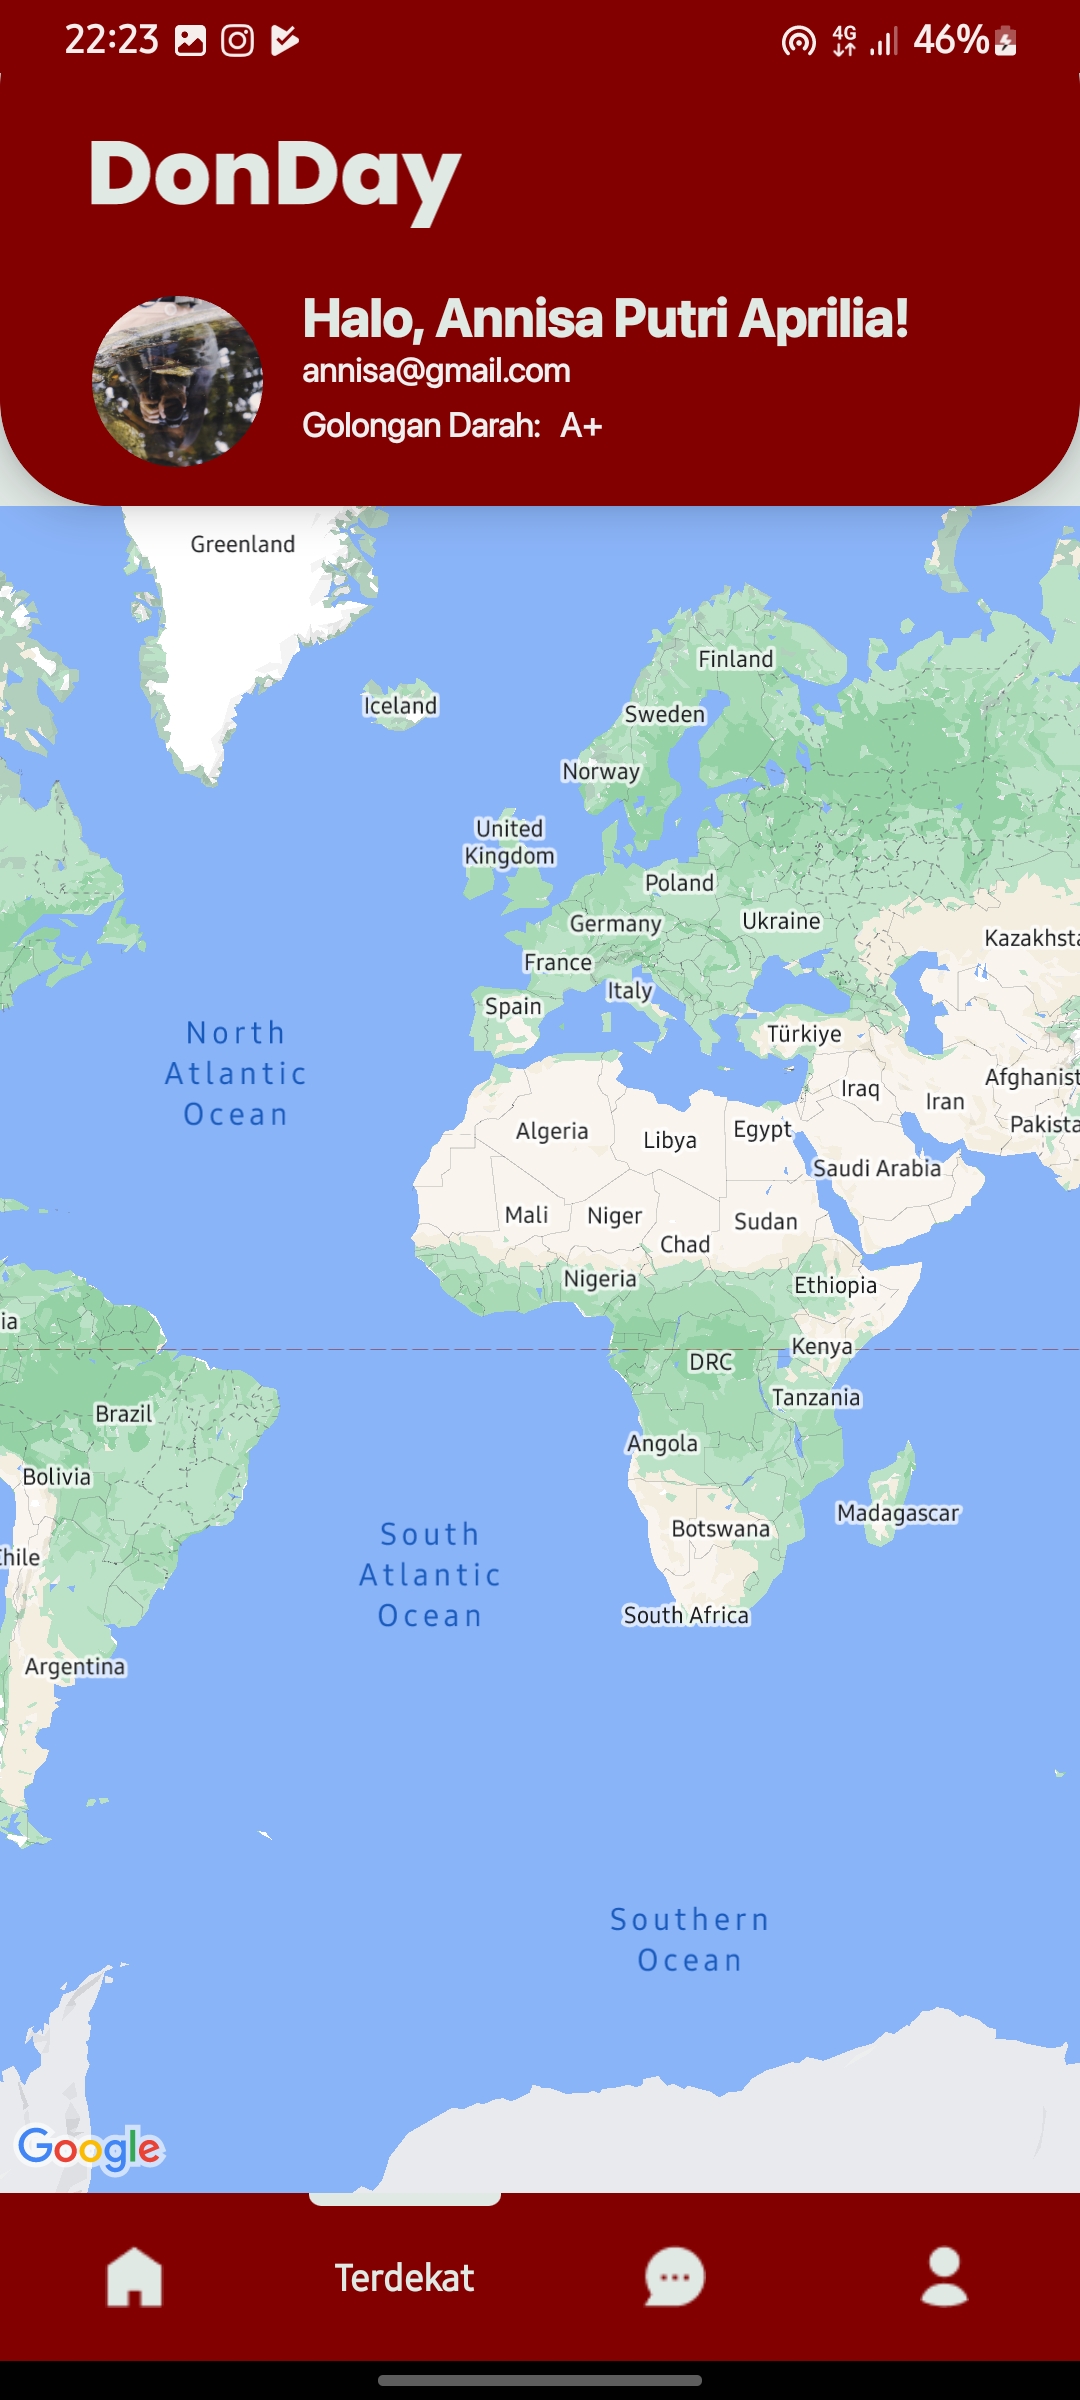 22:23
4G
46%
DonDay
Halo, Annisa Putri Aprilia!
annisa@gmail.com
Golongan Darah: A+
Greenland
Finland
Iceland
Sweden
Norway
United
Kingdom
Poland
Germany
Ukraine
Kazakhsta
France
Italy
Spain
North
Atlantic
Ocean
Türkiye
Iraq
Iran
Afghanist
Pakista
Algeria
Libya
Egypt
Saudi Arabia
Mali
Niger
Sudan
Chad
Nigeria
Ethiopia
ia
Kenya
DRC
Tanzania
Brazil
Angola
Bolivia
Madagascar
Botswana
South
Atlantic
Ocean
Chile
South Africa
Argentina
Southern
Ocean
Google
Terdekat